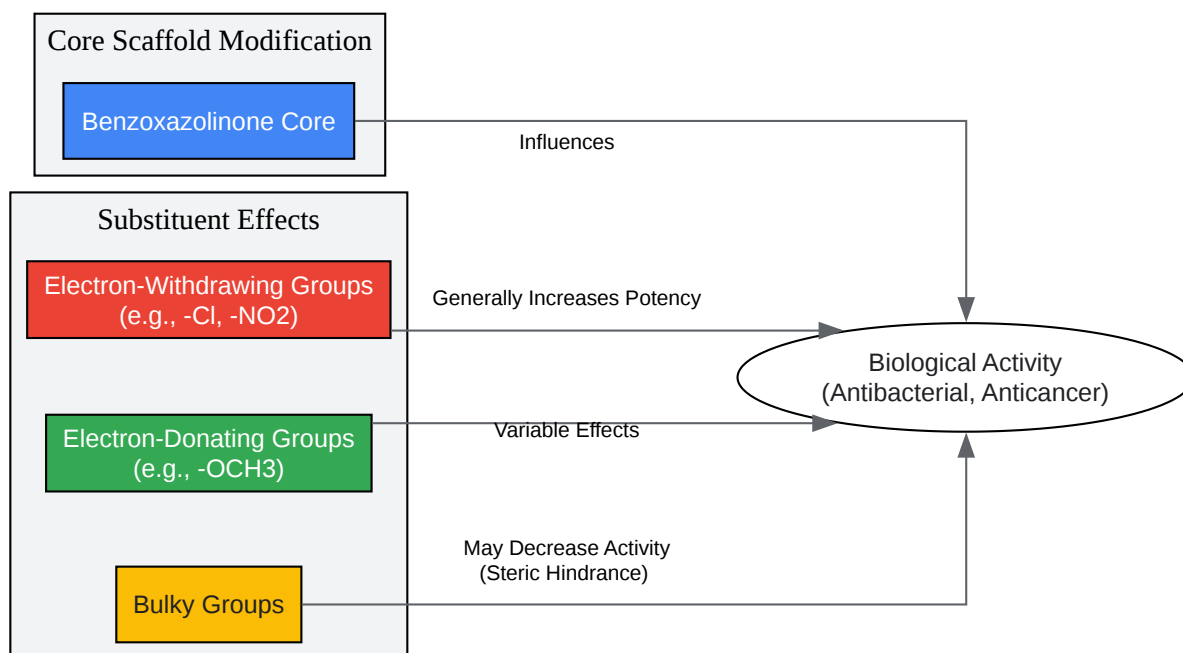 Core Scaffold Modification
Benzoxazolinone Core
Influences
Substituent Effects
Electron-Withdrawing Groups
(e.g., -Cl, -NO2)
Generally Increases Potency
Biological Activity
(Antibacterial, Anticancer)
Electron-Donating Groups
(e.g., -OCH3)
Variable Effects
May Decrease Activity
(Steric Hindrance)
Bulky Groups